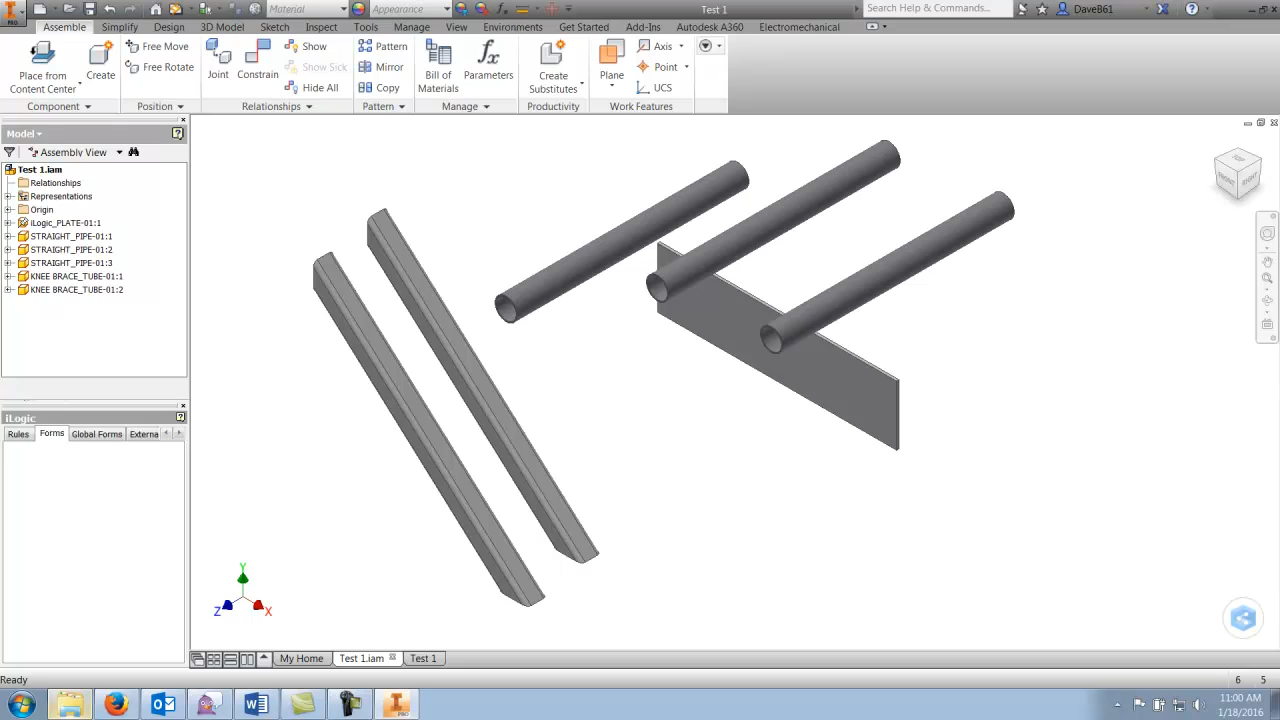 Material
Appearance
Test 1
Search Help & Commands...
DaveB61
PRO
Assemble Simplify Design 3D Model Sketch Inspect Tools Manage View Environments Get Started Add-Ins Autodesk A360 Electromechanical
Place from
Content Center
Create
Free Move
Free Rotate
Joint
Constrain
Show
Show Sick
Hide All
Pattern
Mirror
Copy
Bill of
Materials
Parameters
Create
Substitutes
Plane
Axis
Point
UCS
Component Position Relationships Pattern Manage Productivity Work Features
Model
Assembly View
Test 1.iam
Relationships
Representations
Origin
iLogic_PLATE-01:1
STRAIGHT_PIPE-01:1
STRAIGHT_PIPE-01:2
STRAIGHT_PIPE-01:3
KNEE BRACE_TUBE-01:1
KNEE BRACE_TUBE-01:2
iLogic
Rules Forms Global Forms Externa
TOP
FRONT
RIGHT
Y
Z
X
My Home Test 1.iam Test 1
Ready
6 5
PRO
11:00 AM
1/18/2016